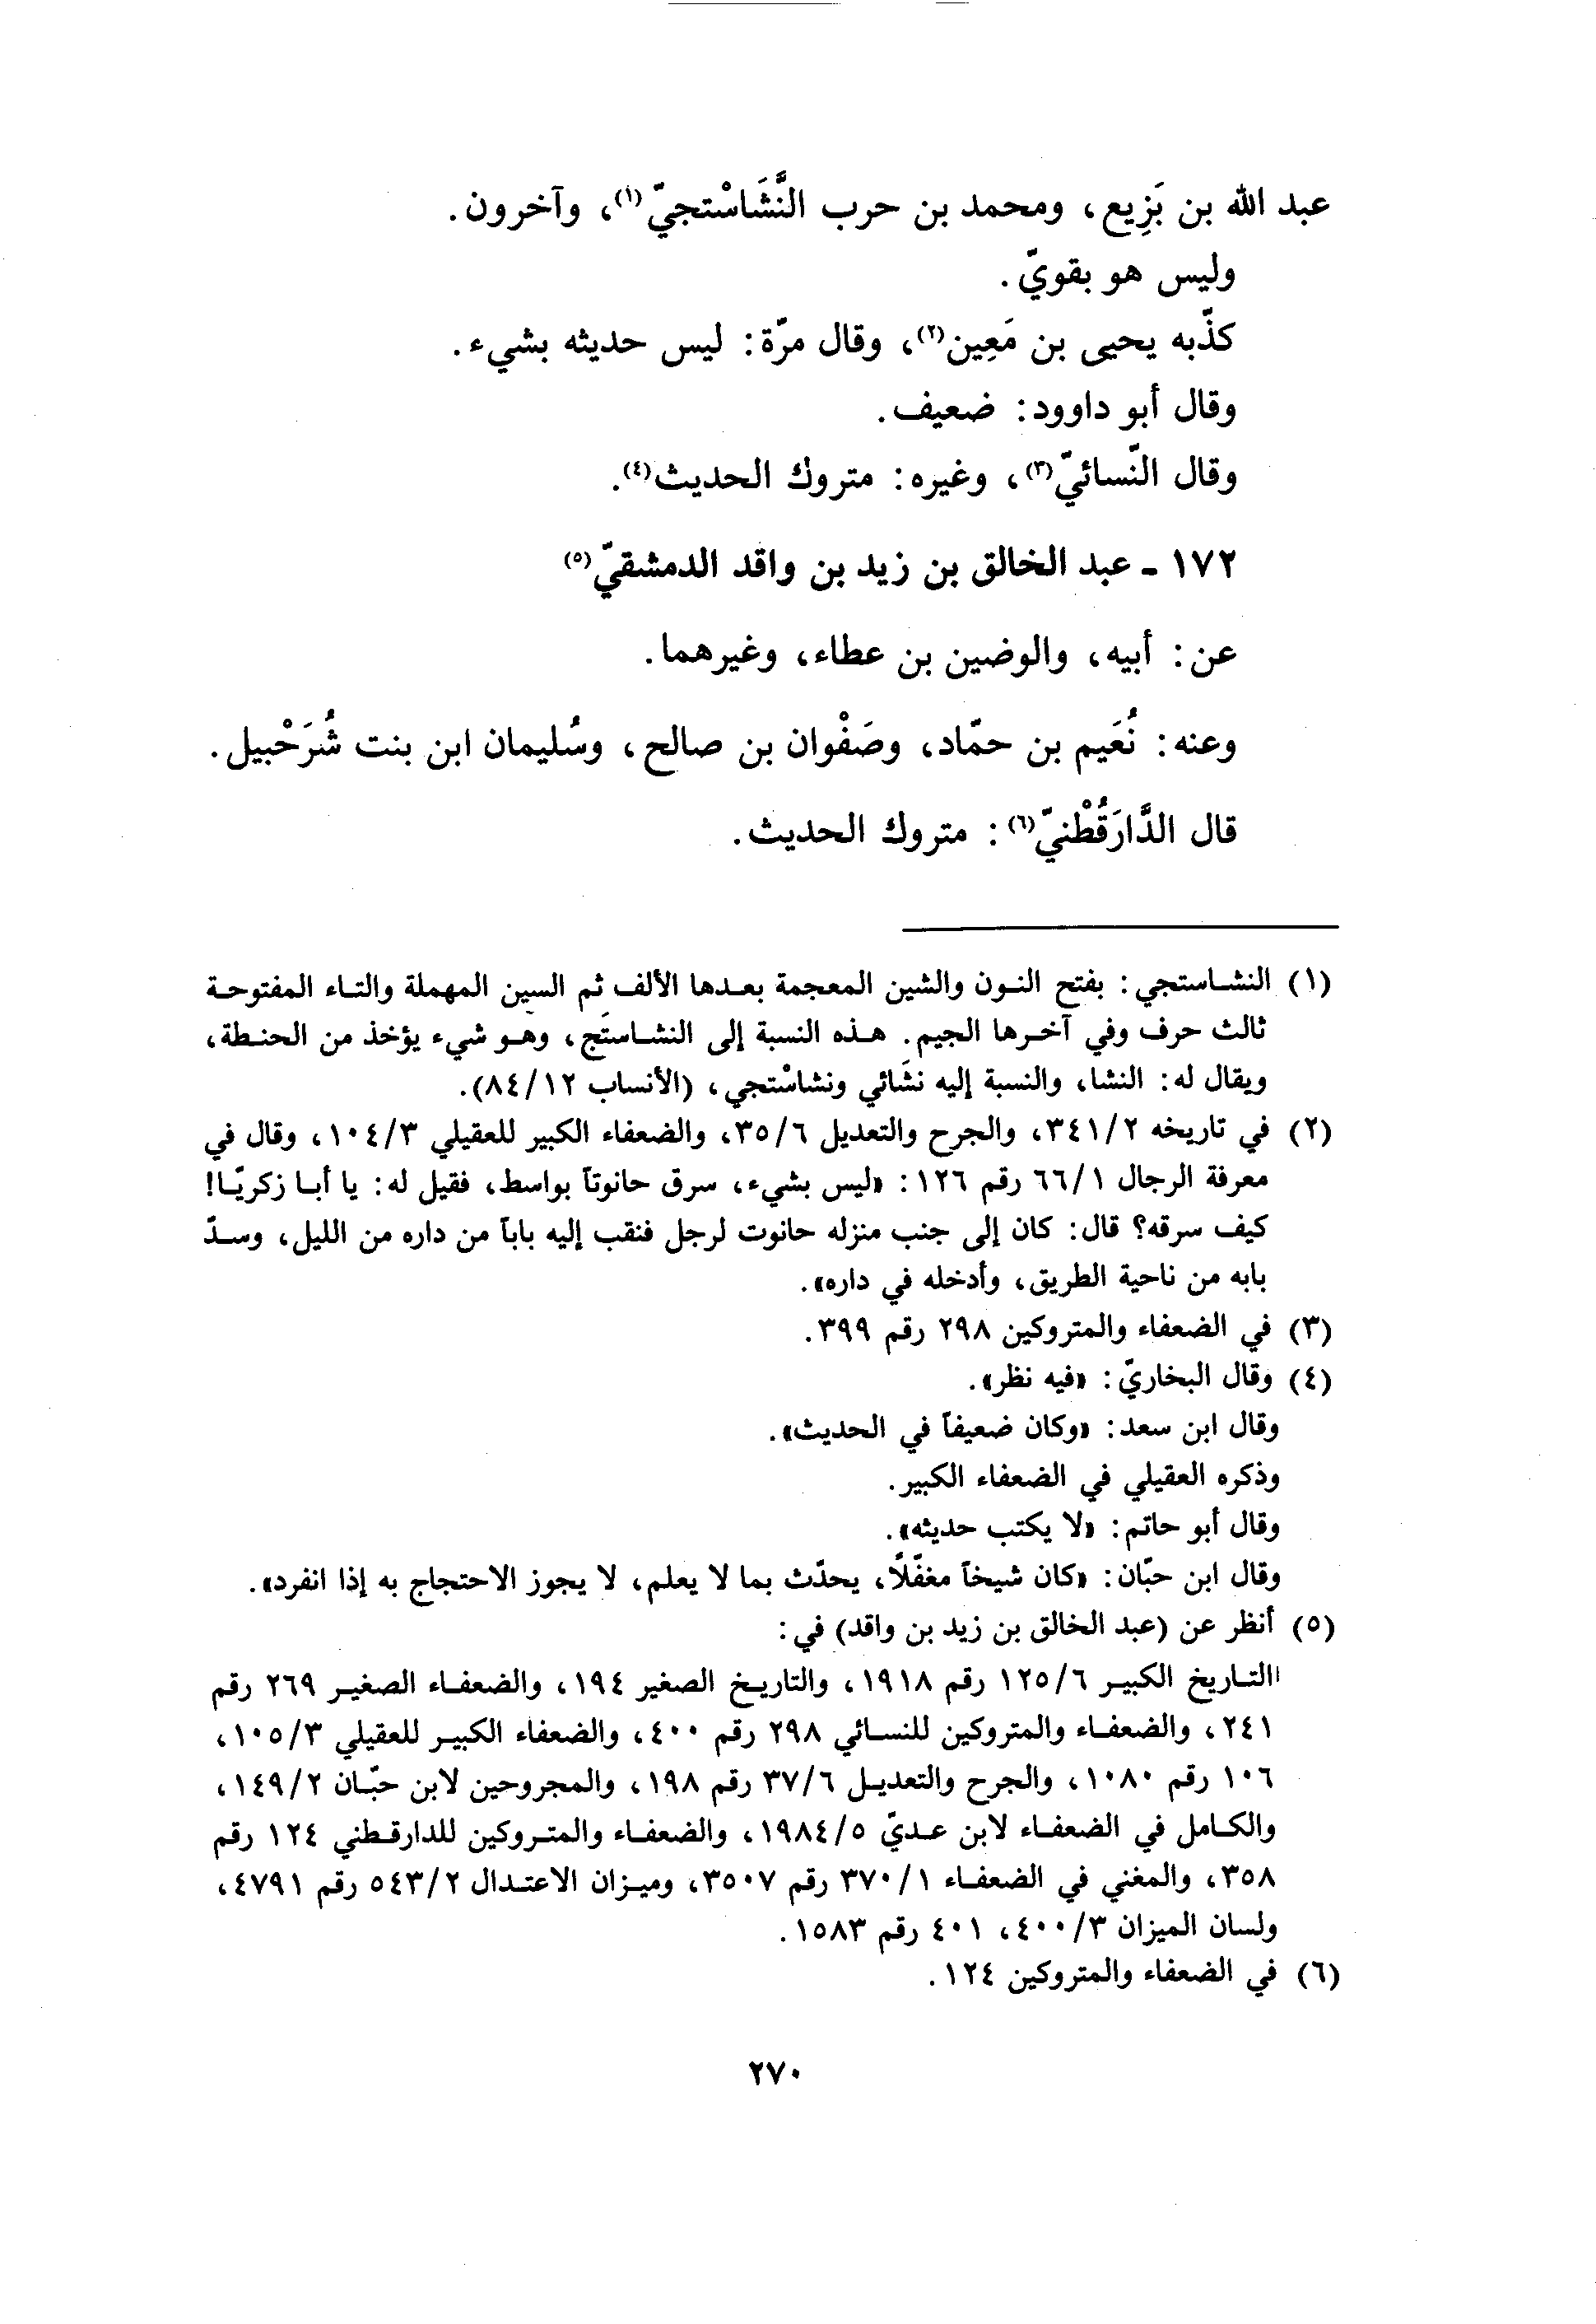 عبد الله بن بَزِيع، ومحمد بن حرب النَّشَاسْتجيّ(١)، وآخرون.
وليس هو بقويّ.
كذّبه يحيى بن مَعِين(٢)، وقال مرّة: ليس حديثه بشيء.
وقال أبو داوود: ضعيف.
وقال النّسائيّ(٣)، وغيره: متروك الحديث(٤).
١٧٢ - عبد الخالق بن زيد بن واقد الدمشقيّ(٥)
عن: أبيه، والوضين بن عطاء، وغيرهما.
وعنه: نُعَيم بن حمّاد، وصَفْوان بن صالح، وسُليمان ابن بنت شُرَحْبيل.
قال الدَّارَقُطْنيّ(٦): متروك الحديث.
(١) النشاستجي: بفتح النون والشين المعجمة بعدها الألف ثم السين المهملة والتاء المفتوحة
ثالث حرف وفي آخرها الجيم. هذه النسبة إلى النشاستَج، وهو شيء يؤخذ من الحنطة،
ويقال له: النشا، والنسبة إليه نشَائي ونشاسْتجي، (الأنساب ٨٤/١٢).
(٢) في تاريخه ٣٤١/٢، والجرح والتعديل ٣٥/٦، والضعفاء الكبير للعقيلي ١٠٤/٣، وقال في
معرفة الرجال ٦٦/١ رقم ١٢٦: «ليس بشيء، سرق حانوتاً بواسط، فقيل له: يا أبا زكريّا!
كيف سرقه؟ قال: كان إلى جنب منزله حانوت لرجل فنقب إليه باباً من داره من الليل، وسدّ
بابه من ناحية الطريق، وأدخله في داره».
(٣) في الضعفاء والمتروكين ٢٩٨ رقم ٣٩٩.
(٤) وقال البخاريّ: «فيه نظر».
وقال ابن سعد: «وكان ضعيفاً في الحديث».
وذكره العقيلي في الضعفاء الكبير.
وقال أبو حاتم: «لا يكتب حديثه».
وقال ابن حبّان: «كان شيخاً مغفّلًا، يحدّث بما لا يعلم، لا يجوز الاحتجاج به إذا انفرد».
(٥) أنظر عن (عبد الخالق بن زيد بن واقد) في:
التاريخ الكبير ١٢٥/٦ رقم ١٩١٨، والتاريخ الصغير ١٩٤، والضعفاء الصغير ٢٦٩ رقم
٢٤١، والضعفاء والمتروكين للنسائي ٢٩٨ رقم ٤٠٠، والضعفاء الكبير للعقيلي ١٠٥/٣،
١٠٦ رقم ١٠٨٠، والجرح والتعديل ٣٧/٦ رقم ١٩٨، والمجروحين لابن حبّان ١٤٩/٢،
والكامل في الضعفاء لابن عديّ ١٩٨٤/٥، والضعفاء والمتروكين للدارقطني ١٢٤ رقم
٣٥٨، والمغني في الضعفاء ٣٧٠/١ رقم ٣٥٠٧، وميزان الاعتدال ٥٤٣/٢ رقم ٤٧٩١،
ولسان الميزان ٤٠٠/٣، ٤٠١ رقم ١٥٨٣.
(٦) في الضعفاء والمتروكين ١٢٤.
٢٧٠